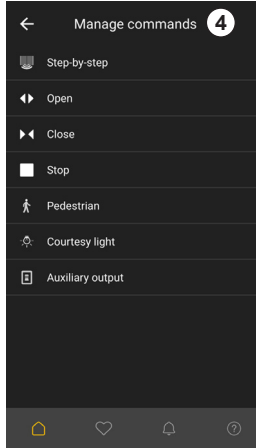 Manage commands 4
Step-by-step
Open
Close
Stop
Pedestrian
Courtesy light
Auxiliary output